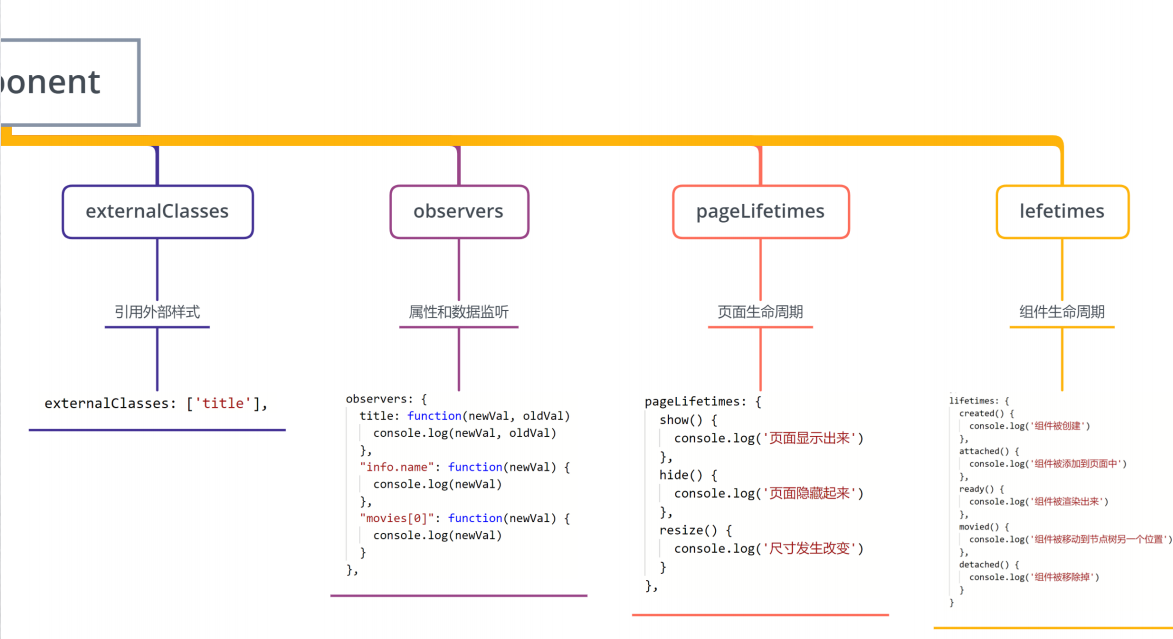 ponent
externalClasses
observers
pageLifetimes
lefetimes
引用外部样式
属性和数据监听
页面生命周期
组件生命周期
externalClasses: ['title'],
observers: {
title: function(newVal, oldVal)
console.log(newVal, oldVal)
},
"info.name": function(newVal) {
console.log(newVal)
},
"movies[0]": function(newVal) {
console.log(newVal)
}
},
pageLifetimes: {
show() {
console.log('页面显示出来')
},
hide() {
console.log('页面隐藏起来')
},
resize() {
console.log('尺寸发生改变')
}
},
lifetimes: {
created() {
console.log('组件被创建')
},
attached() {
console.log('组件被添加到页面中')
},
ready() {
console.log('组件被渲染出来')
},
movied() {
console.log('组件被移动到节点树另一个位置')
},
detached() {
console.log('组件被移除掉')
}
}